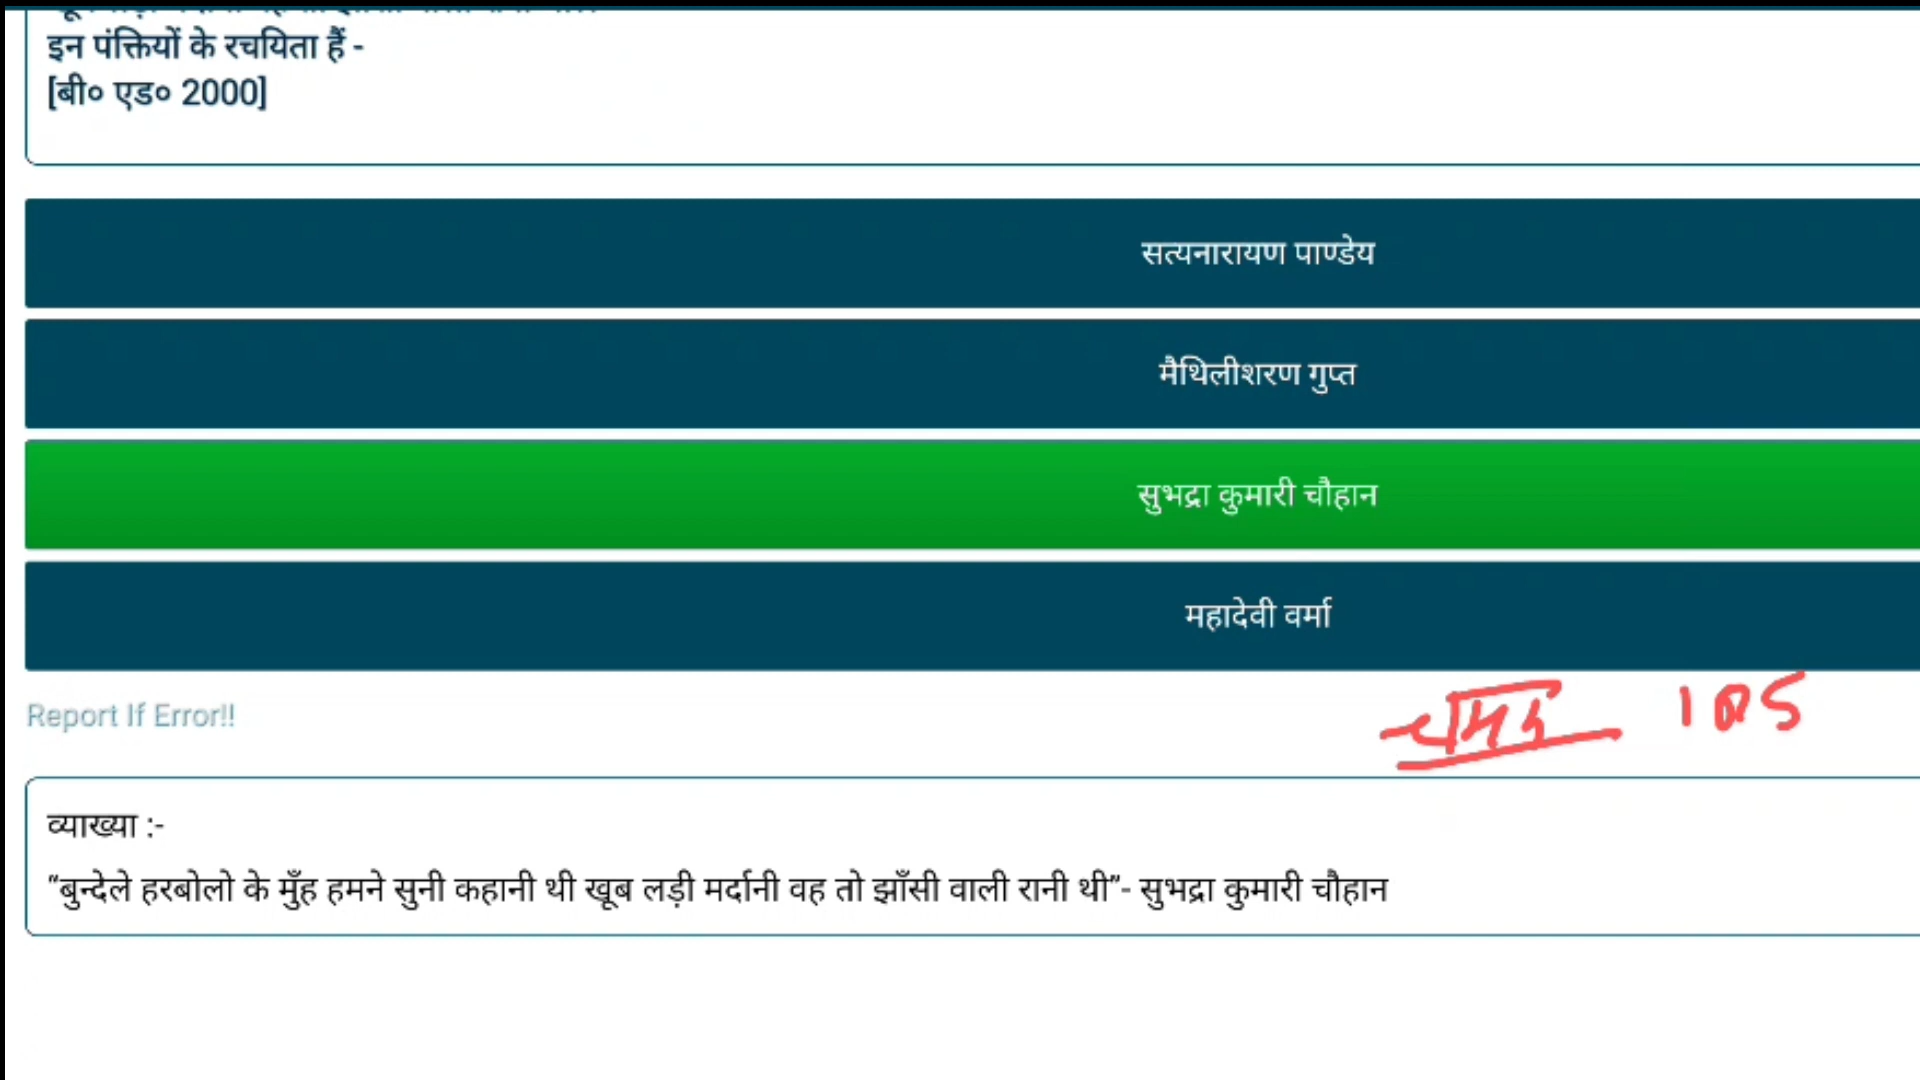 इन पंक्तियों के रचयिता हैं -
[बी० एड० 2000]
सत्यनारायण पाण्डेय
मैथिलीशरण गुप्त
सुभद्रा कुमारी चौहान
महादेवी वर्मा
Report If Error!!
व्याख्या :-
“बुन्देले हरबोलो के मुँह हमने सुनी कहानी थी खूब लड़ी मर्दानी वह तो झाँसी वाली रानी थी”- सुभद्रा कुमारी चौहान